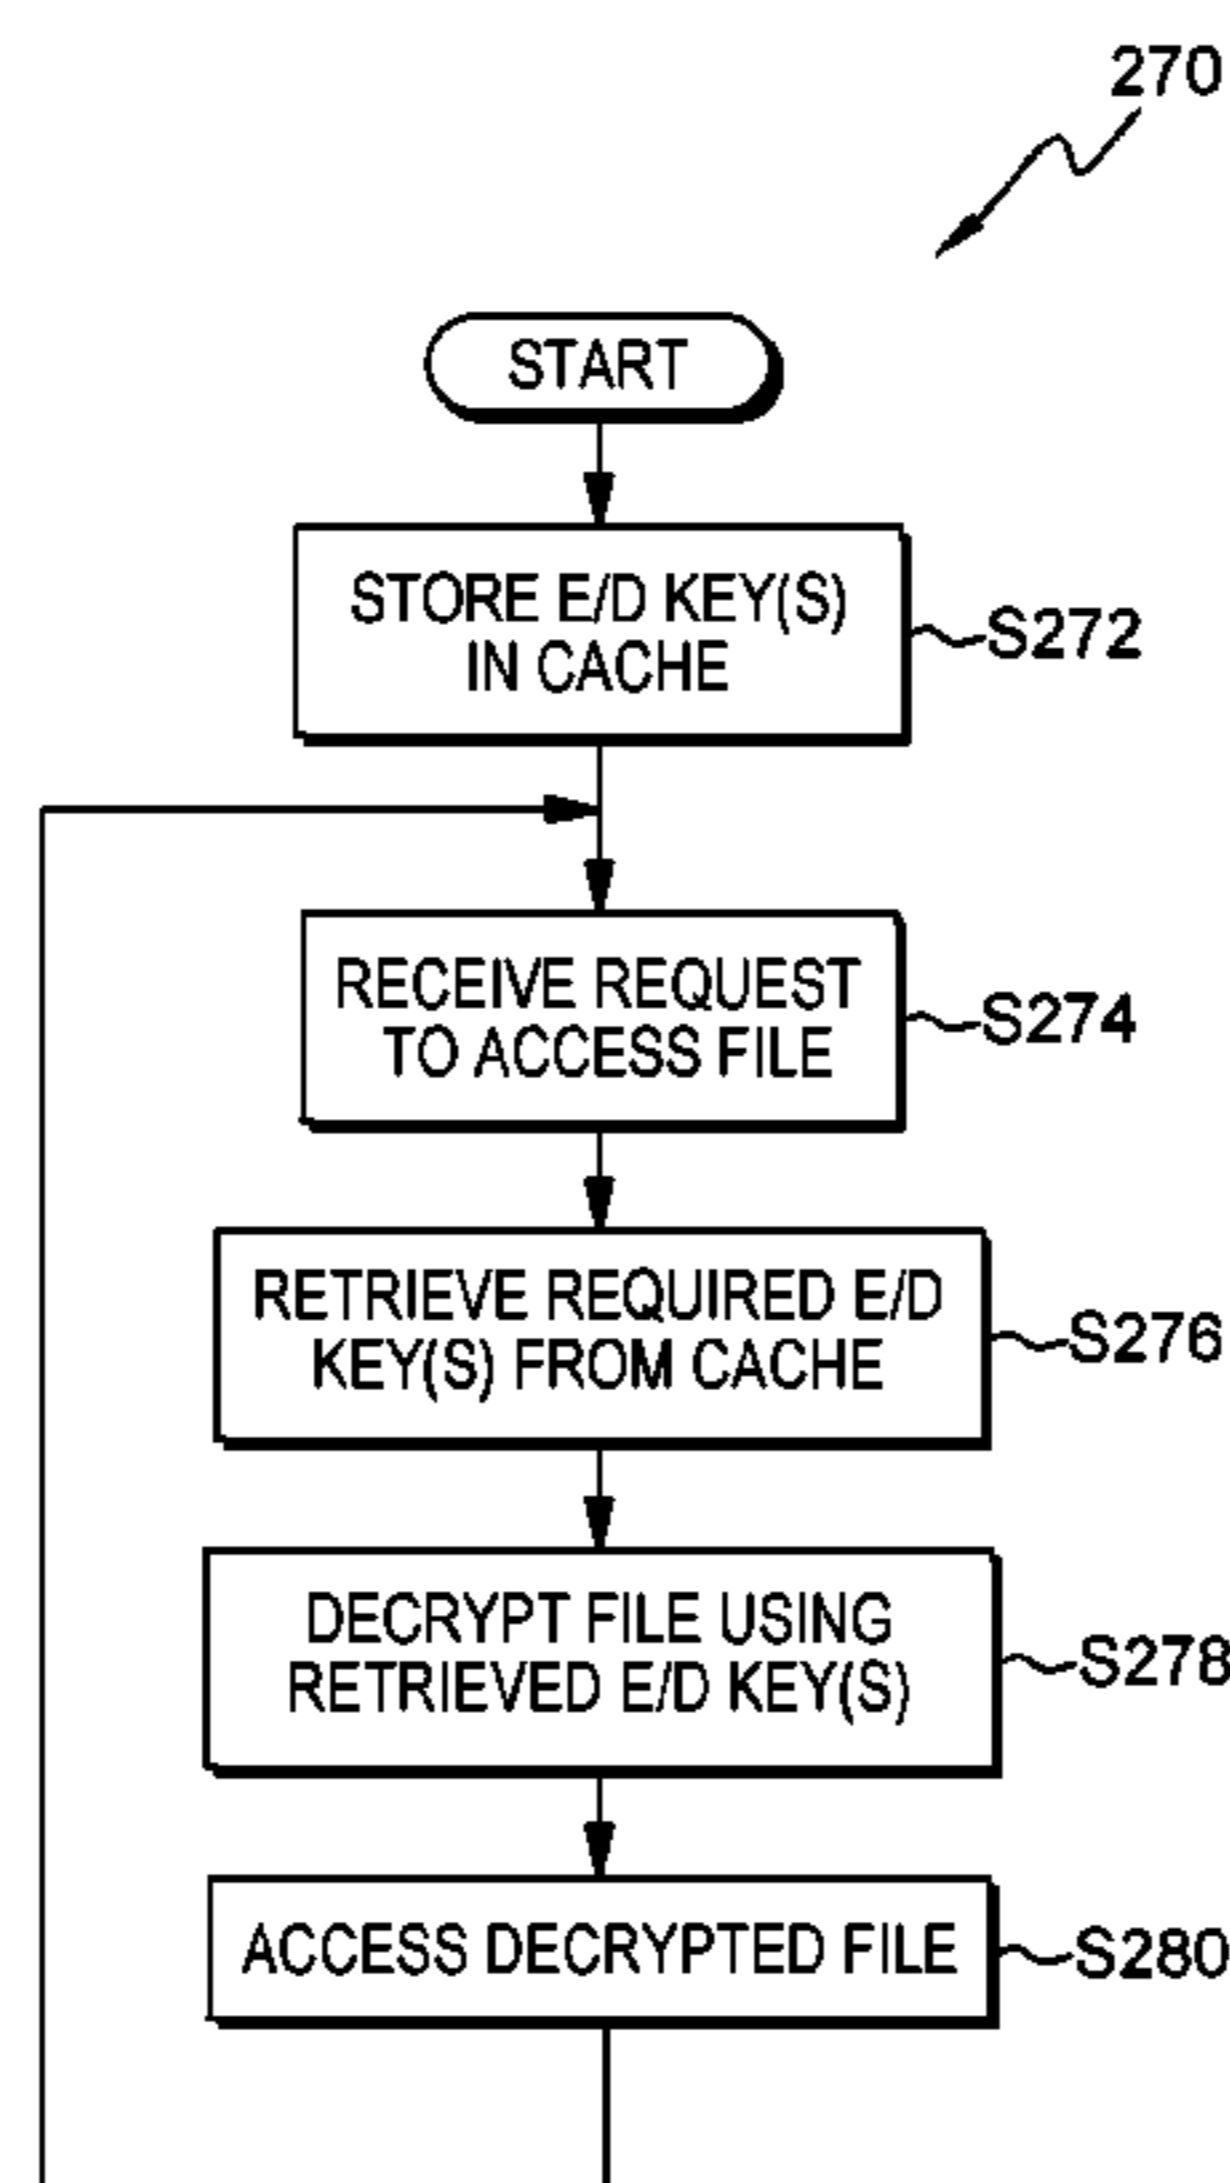 270
START
STORE E/D KEY(S)
IN CACHE
S272
RECEIVE REQUEST
TO ACCESS FILE
S274
RETRIEVE REQUIRED E/D
KEY(S) FROM CACHE
S276
DECRYPT FILE USING
RETRIEVED E/D KEY(S)
S278
ACCESS DECRYPTED FILE
S280